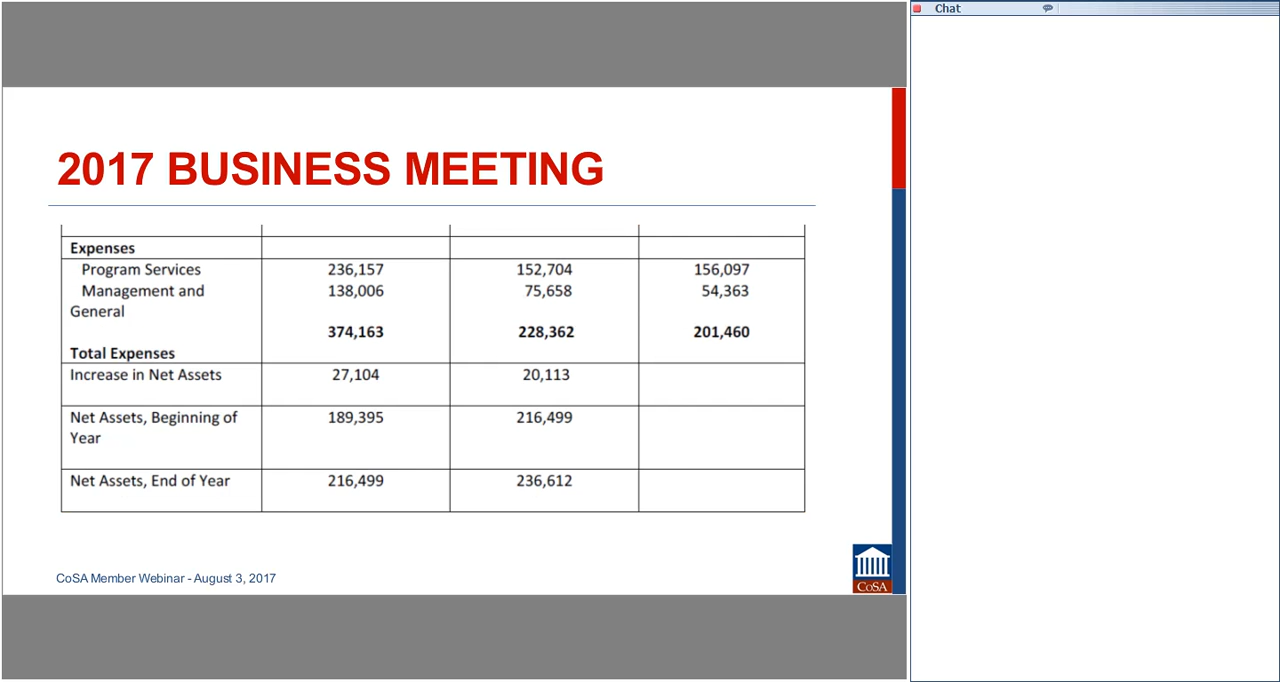 Chat
2017 BUSINESS MEETING
Expenses
Program Services 236,157 152,704 156,097
Management and 138,006 75,658 54,363
General
374,163 228,362 201,460
Total Expenses
Increase in Net Assets 27,104 20,113
Net Assets, Beginning of 189,395 216,499
Year
Net Assets, End of Year 216,499 236,612
CoSA Member Webinar - August 3, 2017
CoSA